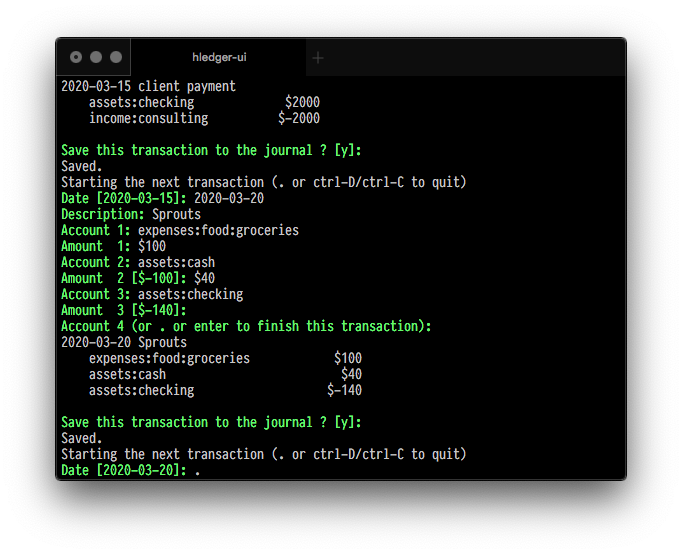 hledger-ui
+
2020-03-15 client payment
    assets:checking             $2000
    income:consulting          $-2000
Save this transaction to the journal ? [y]:
Saved.
Starting the next transaction (. or ctrl-D/ctrl-C to quit)
Date [2020-03-15]: 2020-03-20
Description: Sprouts
Account 1: expenses:food:groceries
Amount  1: $100
Account 2: assets:cash
Amount  2 [$-100]: $40
Account 3: assets:checking
Amount  3 [$-140]:
Account 4 (or . or enter to finish this transaction):
2020-03-20 Sprouts
    expenses:food:groceries            $100
    assets:cash                         $40
    assets:checking                   $-140
Save this transaction to the journal ? [y]:
Saved.
Starting the next transaction (. or ctrl-D/ctrl-C to quit)
Date [2020-03-20]: .